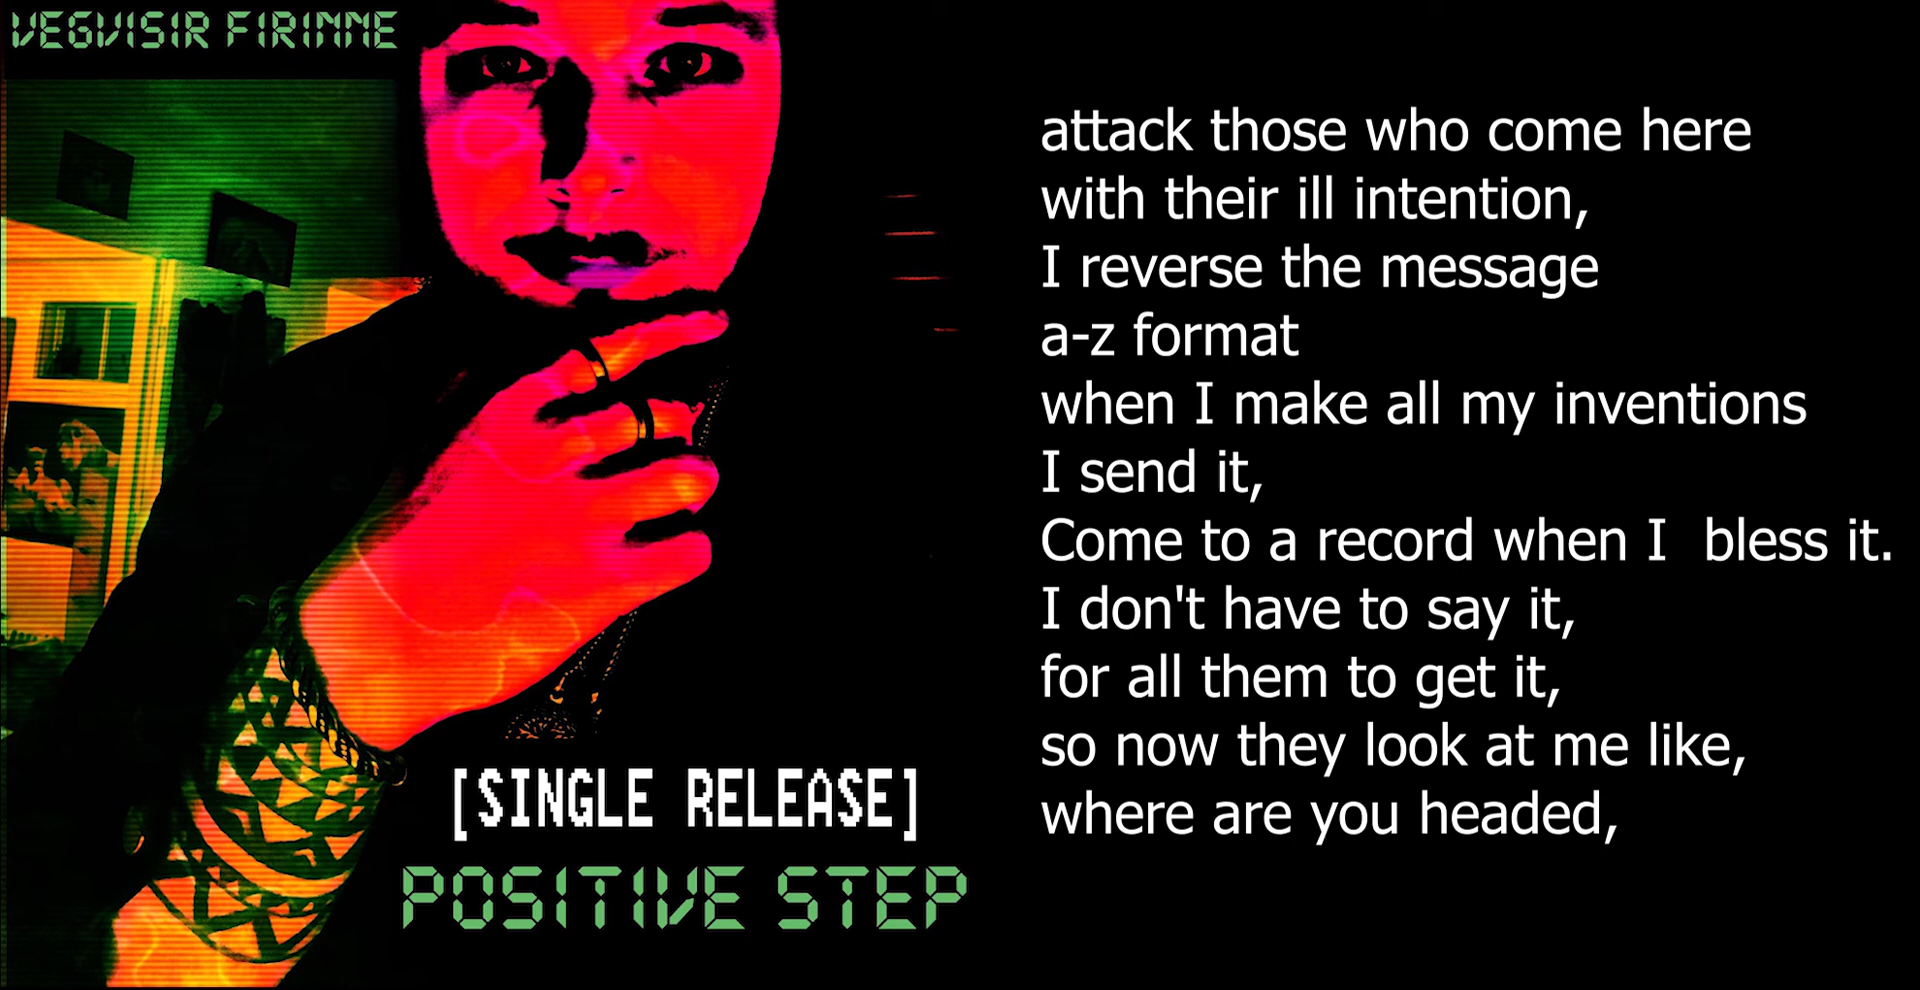 VEGVISIR FIRINNE
[SINGLE RELEASE]
POSITIVE STEP
attack those who come here
with their ill intention,
I reverse the message
a-z format
when I make all my inventions
I send it,
Come to a record when I  bless it.
I don't have to say it,
for all them to get it,
so now they look at me like,
where are you headed,